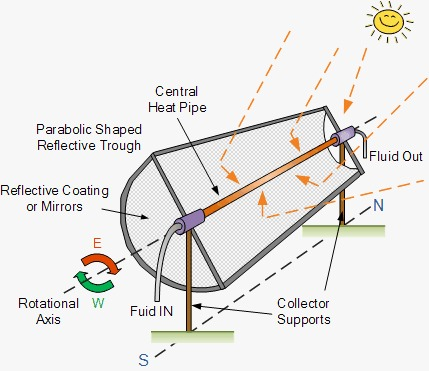 Central
Heat Pipe
Parabolic Shaped
Reflective Trough
Fluid Out
Reflective Coating
or Mirrors
N
E
W
Rotational
Axis
Fuid IN
Collector
Supports
S